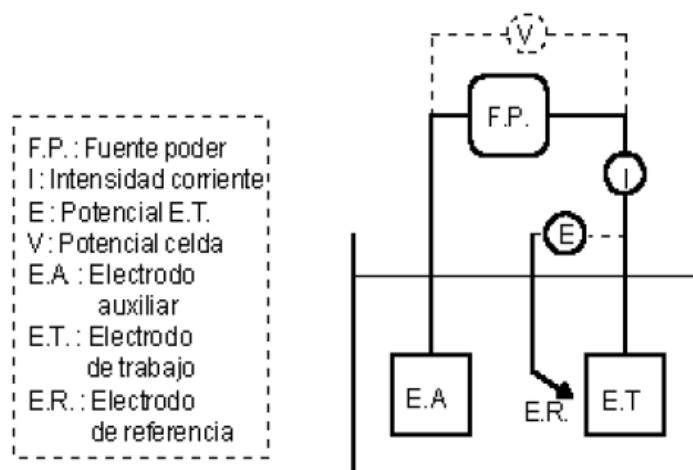 F.P. : Fuente poder
I : Intensidad corriente
E : Potencial E.T.
V : Potencial celda
E.A : Electrodo
auxiliar
E.T. : Electrodo
de trabajo
E.R. : Electrodo
de referencia
V
F.P.
I
E
E.A
E.R.
E.T